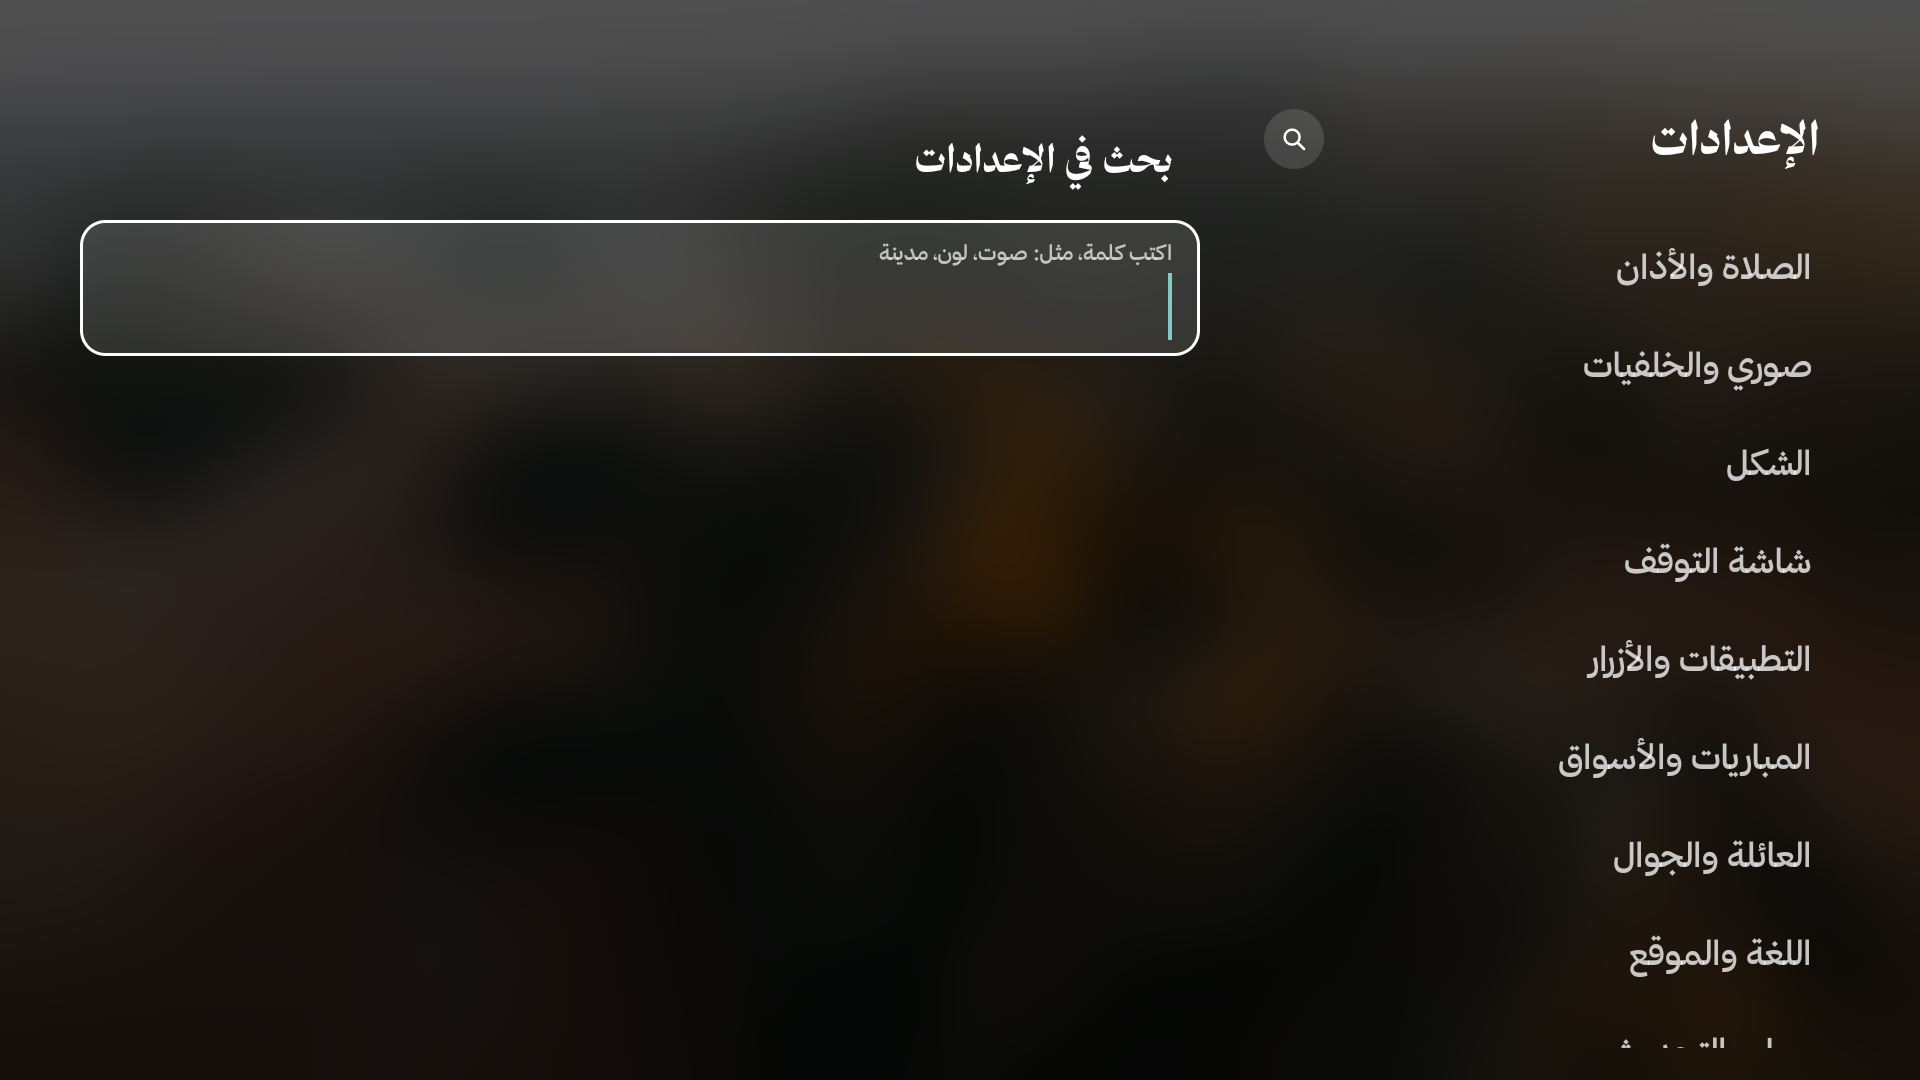 الإعدادات
الصلاة والأذان
صوري والخلفيات
الشكل
شاشة التوقف
التطبيقات والأزرار
المباريات والأسواق
العائلة والجوال
اللغة والموقع
بحث في الإعدادات
اكتب كلمة، مثل: صوت، لون، مدينة